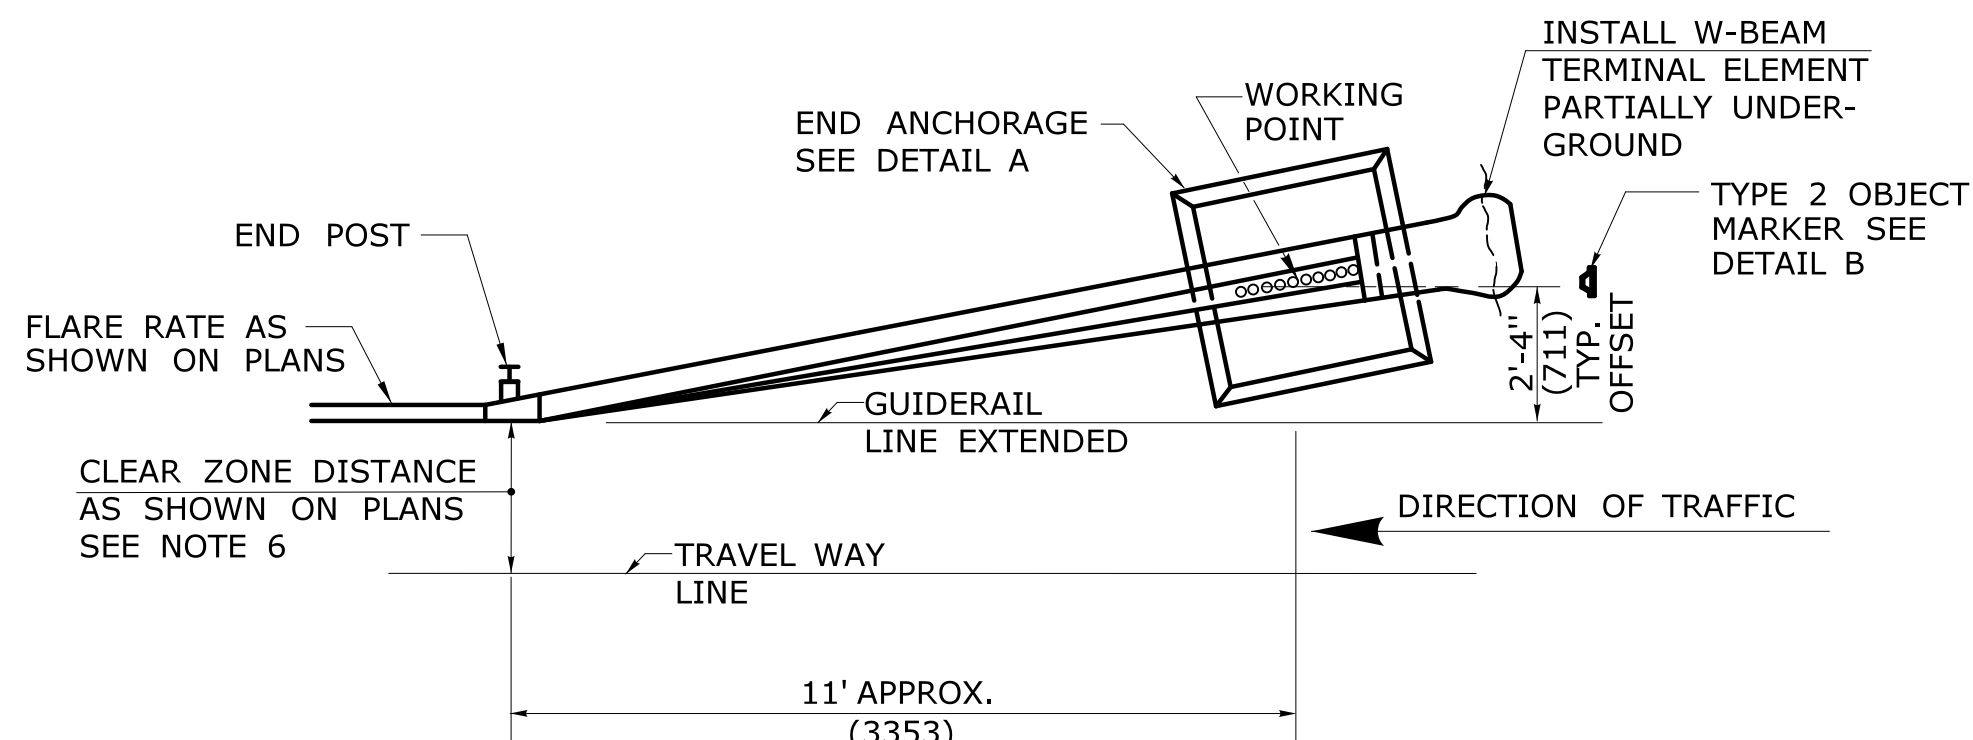 INSTALL W-BEAM
TERMINAL ELEMENT
PARTIALLY UNDER-
GROUND
WORKING
POINT
END ANCHORAGE
SEE DETAIL A
TYPE 2 OBJECT
MARKER SEE
DETAIL B
END POST
FLARE RATE AS
SHOWN ON PLANS
2'-4"
(711)
TYP.
OFFSET
GUIDERAIL
LINE EXTENDED
CLEAR ZONE DISTANCE
AS SHOWN ON PLANS
SEE NOTE 6
DIRECTION OF TRAFFIC
TRAVEL WAY
LINE
11' APPROX.
(3353)